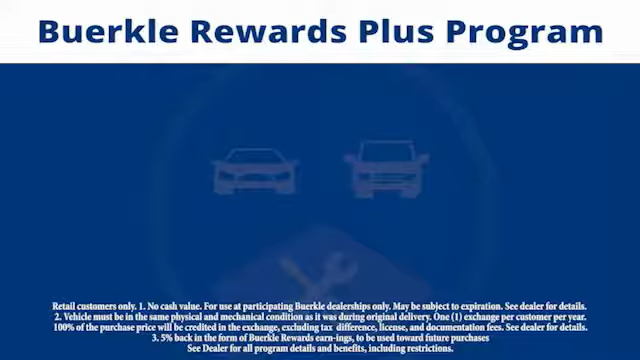 Buerkle Rewards Plus Program
Retail customers only. 1. No cash value. For use at participating Buerkle dealerships only. May be subject to expiration. See dealer for details.
2. Vehicle must be in the same physical and mechanical condition as it was during original delivery. One (1) exchange per customer per year.
100% of the purchase price will be credited in the exchange, excluding tax difference, license, and documentation fees. See dealer for details.
3. 5% back in the form of Buerkle Rewards earn-ings, to be used toward future purchases
See Dealer for all program details and benefits, including restrictions.